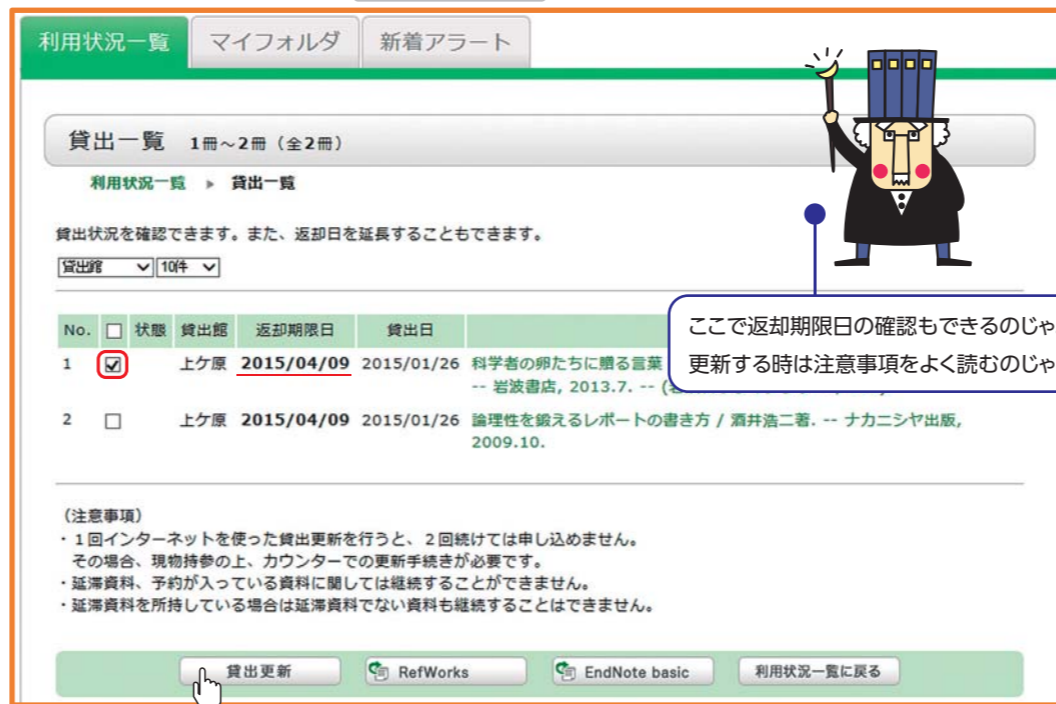 利用状況一覧 マイフォルダ 新着アラート
貸出一覧 1冊~2冊(全2冊)
利用状況一覧 ▶ 貸出一覧
貸出状況を確認できます。また、返却日を延長することもできます。
貸出館 10件
ここで返却期限日の確認もできるのじゃ
更新する時は注意事項をよく読むのじゃ
No. 状態 貸出館 返却期限日 貸出日
1 上ケ原 2015/04/09 2015/01/26 科学者の卵たちに贈る言葉
-- 岩波書店, 2013.7. --
2 上ケ原 2015/04/09 2015/01/26 論理性を鍛えるレポートの書き方 / 酒井浩二著. -- ナカニシヤ出版,
2009.10.
(注意事項)
・1回インターネットを使った貸出更新を行うと、2回続けては申し込めません。
その場合、現物持参の上、カウンターでの更新手続きが必要です。
・延滞資料、予約が入っている資料に関しては継続することができません。
・延滞資料を所持している場合は延滞資料でない資料も継続することはできません。
貸出更新 RefWorks EndNote basic 利用状況一覧に戻る